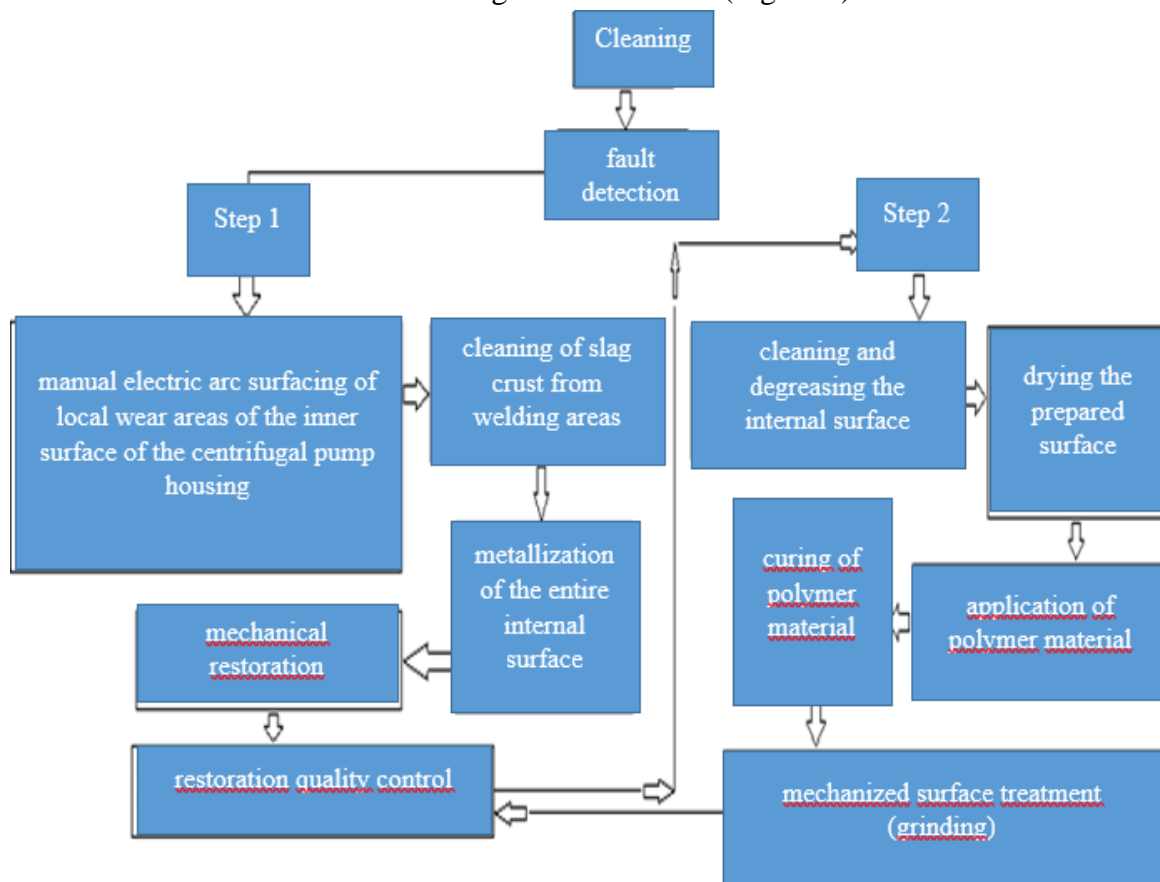 Cleaning
fault
detection
Step 1
Step 2
manual electric arc surfacing of
local wear areas of the inner
surface of the centrifugal pump
housing
cleaning of slag
crust from
welding areas
metallization
of the entire
internal
surface
mechanical
restoration
restoration quality control
cleaning and
degreasing the
internal surface
drying the
prepared
surface
application of
polymer material
curing of
polymer
material
mechanized surface treatment
(grinding)